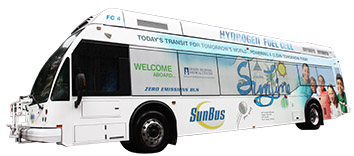 FC 4
HYDROGEN FUEL CELL
TODAY'S TRANSIT FOR TOMORROW'S WORLD
WELCOME
ABOARD...
SunLine
ZERO EMISSIONS BUS
SunBus